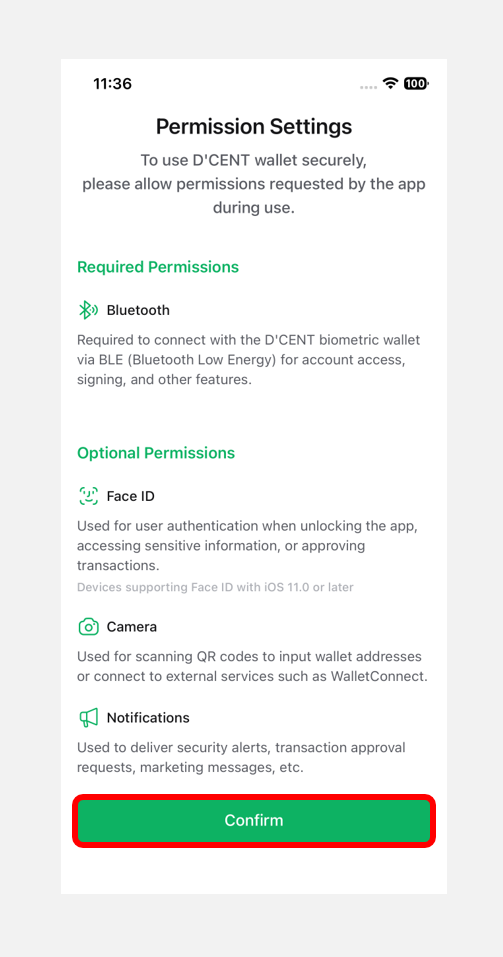 11:36
100
Permission Settings
To use D'CENT wallet securely,
please allow permissions requested by the app
during use.
Required Permissions
Bluetooth
Required to connect with the D'CENT biometric wallet
via BLE (Bluetooth Low Energy) for account access,
signing, and other features.
Optional Permissions
Face ID
Used for user authentication when unlocking the app,
accessing sensitive information, or approving
transactions.
Devices supporting Face ID with iOS 11.0 or later
Camera
Used for scanning QR codes to input wallet addresses
or connect to external services such as WalletConnect.
Notifications
Used to deliver security alerts, transaction approval
requests, marketing messages, etc.
Confirm